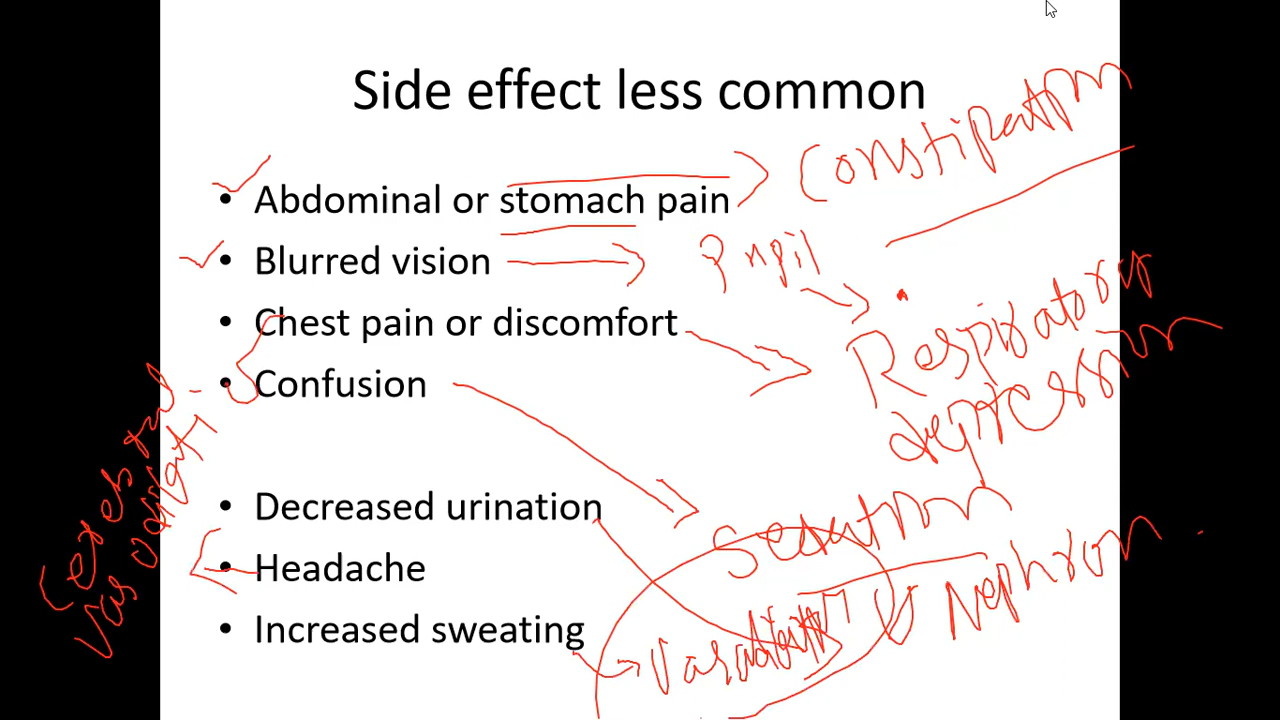 Side effect less common
• Abdominal or stomach pain
Constipation
• Blurred vision
Pupil
• Chest pain or discomfort
Respiratory
depression
• Confusion
Sedation
Cerebral
• Decreased urination
Nephron
• Headache
• Increased sweating